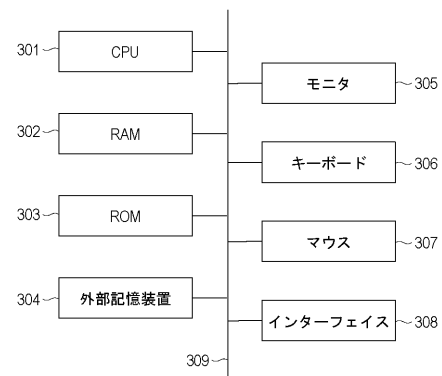 301
CPU
302
RAM
303
ROM
304
外部記憶装置
モニタ
305
キーボード
306
マウス
307
インターフェイス
308
309